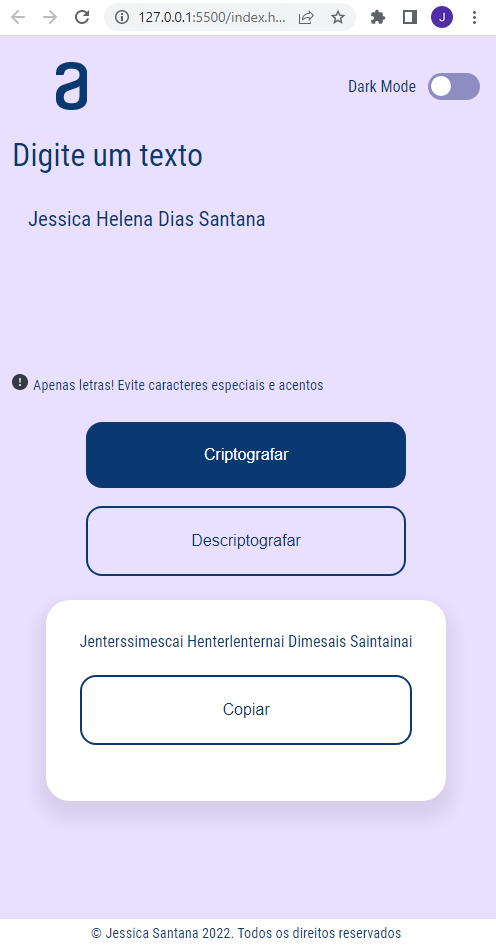 127.0.0.1:5500/index.h...
J
a
Dark Mode
Digite um texto
Jessica Helena Dias Santana
Apenas letras! Evite caracteres especiais e acentos
Criptografar
Descriptografar
Jenterssimescai Henterlenternai Dimesais Saintainai
Copiar
© Jessica Santana 2022. Todos os direitos reservados